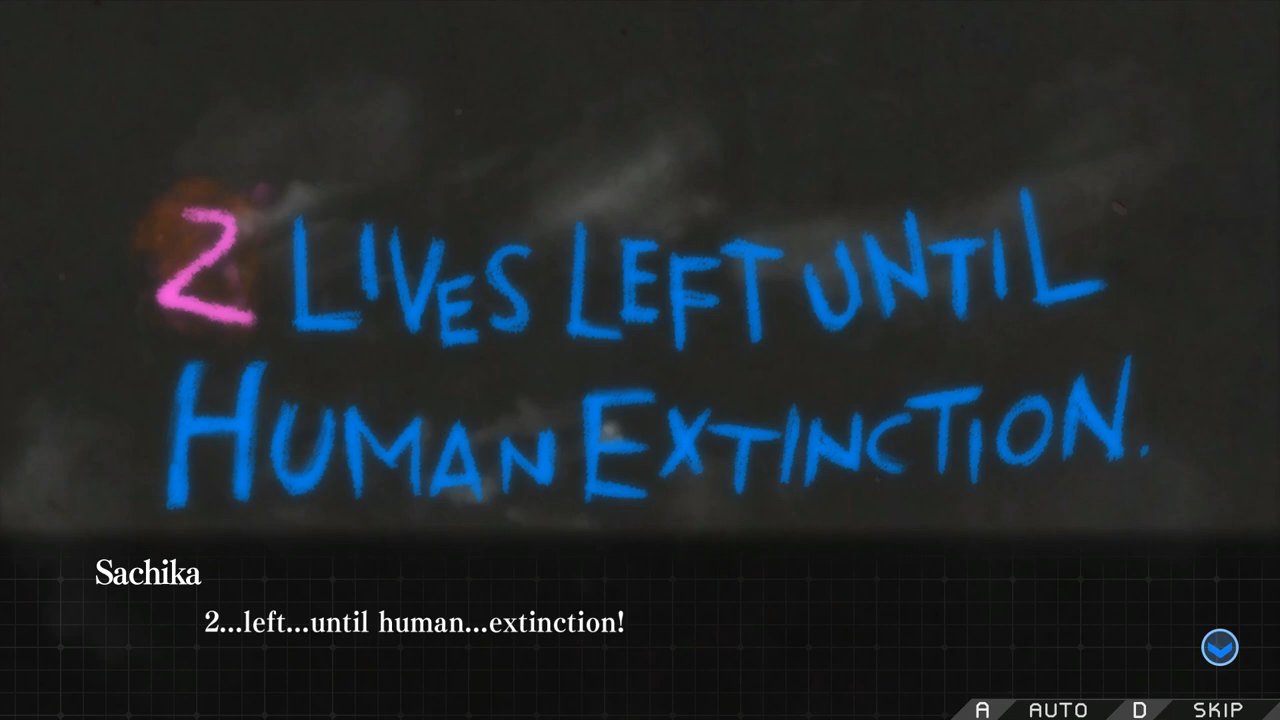 2 LIVES LEFT UNTIL
HUMAN EXTINCTION.
Sachika
2...left...until human...extinction!
A AUTO D SKIP